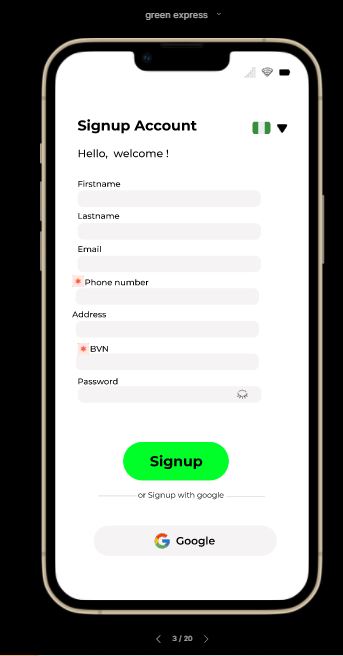 green express
Signup Account
Hello, welcome !
Firstname
Lastname
Email
* Phone number
Address
* BVN
Password
Signup
or Signup with google
Google
3 / 20